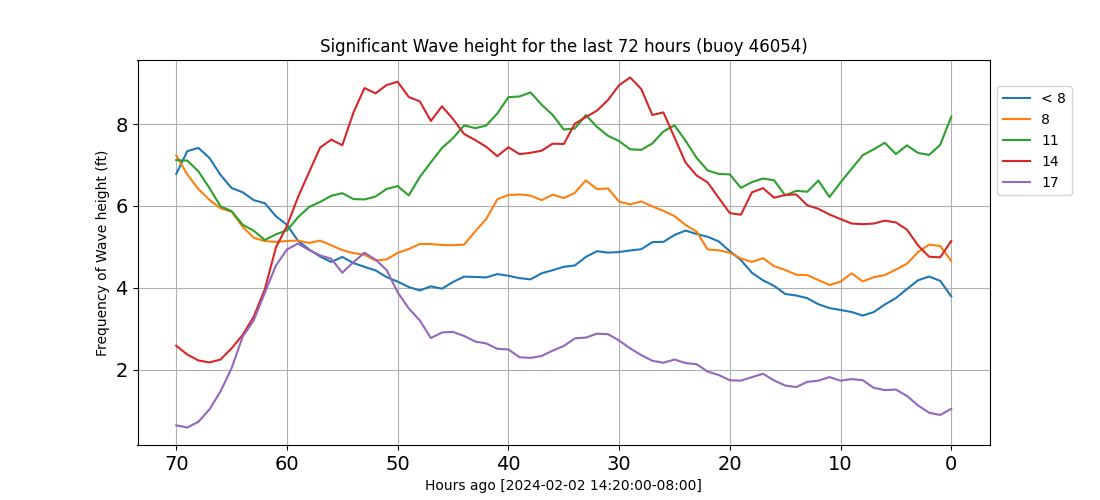 Significant Wave height for the last 72 hours (buoy 46054)
Frequency of Wave height (ft)
8
6
4
2
70 60 50 40 30 20 10 0
Hours ago [2024-02-02 14:20:00-08:00]
< 8
8
11
14
17